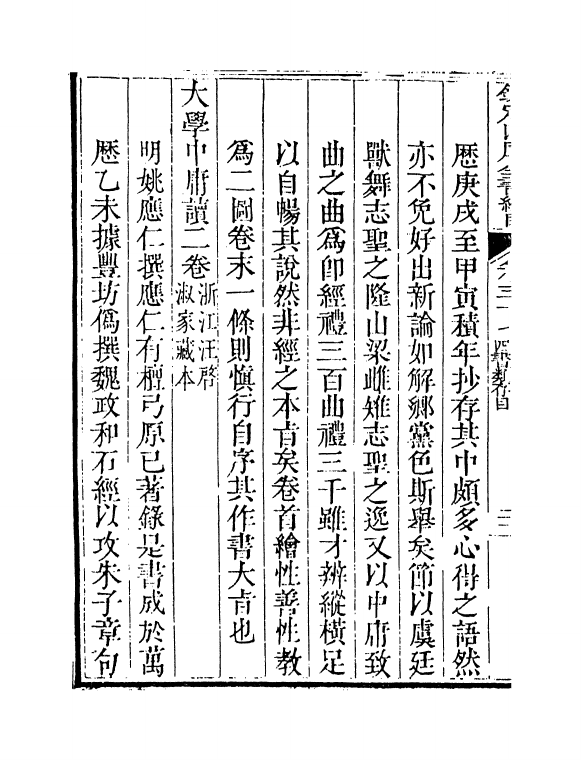 欽定四庫全書總目 卷三十七 四書類存目
歴庚戌至甲寅積年抄存其中頗多心得之語然
亦不免好出新論如解鄉黨色斯舉矣節以虞廷
獸舞志聖之隆山梁雌雉志聖之逸又以中庸致
曲之曲爲卽經禮三百曲禮三千雖才辨縱橫足
以自暢其說然非經之本旨矣卷首繪性善性教
爲二圖卷末一條則愼行自序其作書大旨也
大學中庸讀二卷 浙江汪啓
淑家藏本
明姚應仁撰應仁有檀弓原已著錄是書成於萬
歴乙未據豐坊僞撰魏政和石經以攻朱子章句